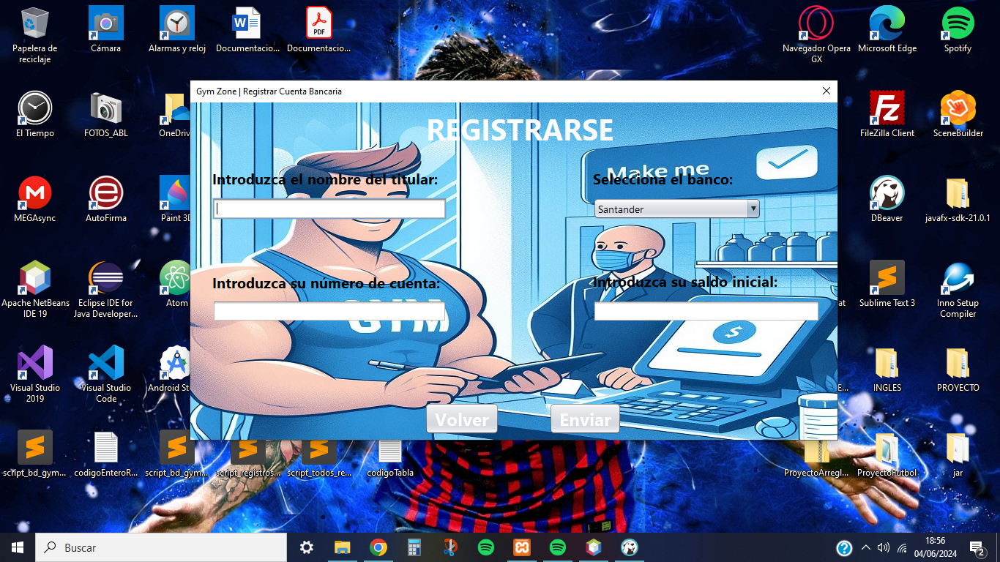 Papelera de
reciclaje
Cámara
Alarmas y reloj
Documentacio...
PDF
Documentacio...
Navegador Opera
GX
Microsoft Edge
Spotify
Gym Zone | Registrar Cuenta Bancaria
El Tiempo
FOTOS_ABL
OneDriv
FileZilla Client
SceneBuilder
REGISTRARSE
Make me
Introduzca el nombre del titular:
Selecciona el banco:
Santander
MEGAsync
AutoFirma
Paint 3D
DBeaver
javafx-sdk-21.0.1
Introduzca su número de cuenta:
Introduzca su saldo inicial:
GYM
$
Apache NetBeans
IDE 19
Eclipse IDE for
Java Developer...
Atom
at
Sublime Text 3
Inno Setup
Compiler
Visual Studio
2019
Visual Studio
Code
Android Stu
E...
INGLES
PROYECTO
Volver
Enviar
script_bd_gym...
codigoEnteroR...
script_bd_gym...
script_registros...
script_todos_re...
codigoTabla
ProyectoArregl...
ProyectoFutbol
jar
Buscar
18:56
04/06/2024
2